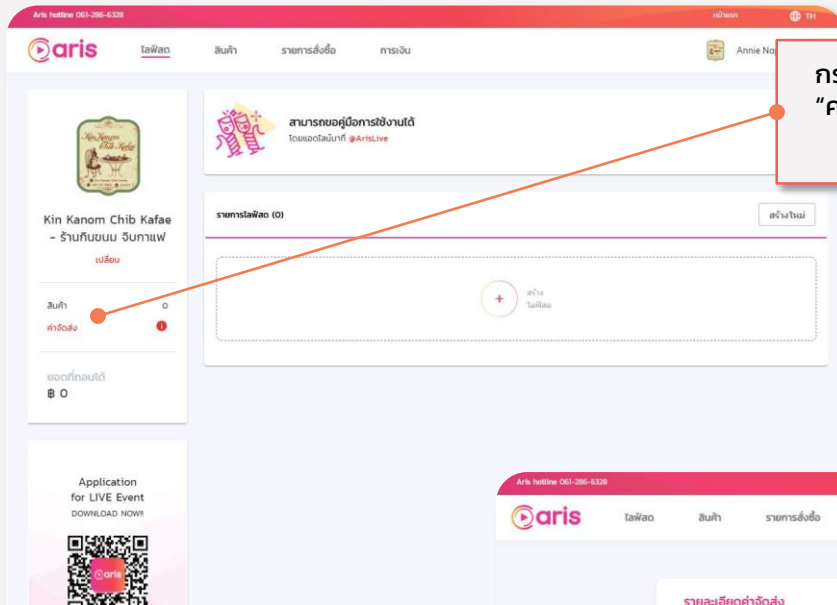 Aris hotline 061-286-6328
หน้าแรก
TH
aris
ไลฟ์สด
สินค้า
รายการสั่งซื้อ
การเงิน
Annie
สามารถขอคู่มือการใช้งานได้
โดยแอดไลน์มาที่ @ArisLive
Kin Kanom Chib Kafae
- ร้านกินขนม จิบกาแฟ
เปลี่ยน
สินค้า 0
ค่าจัดส่ง
ยอดที่ถอนได้
฿ 0
รายการไลฟ์สด (0)
สร้างใหม่
+
สร้าง
ไลฟ์สด
Application
for LIVE Event
DOWNLOAD NOW!!
aris
Aris hotline 061-286-6328
aris
ไลฟ์สด
สินค้า
รายการสั่งซื้อ
รายละเอียดค่าจัดส่ง